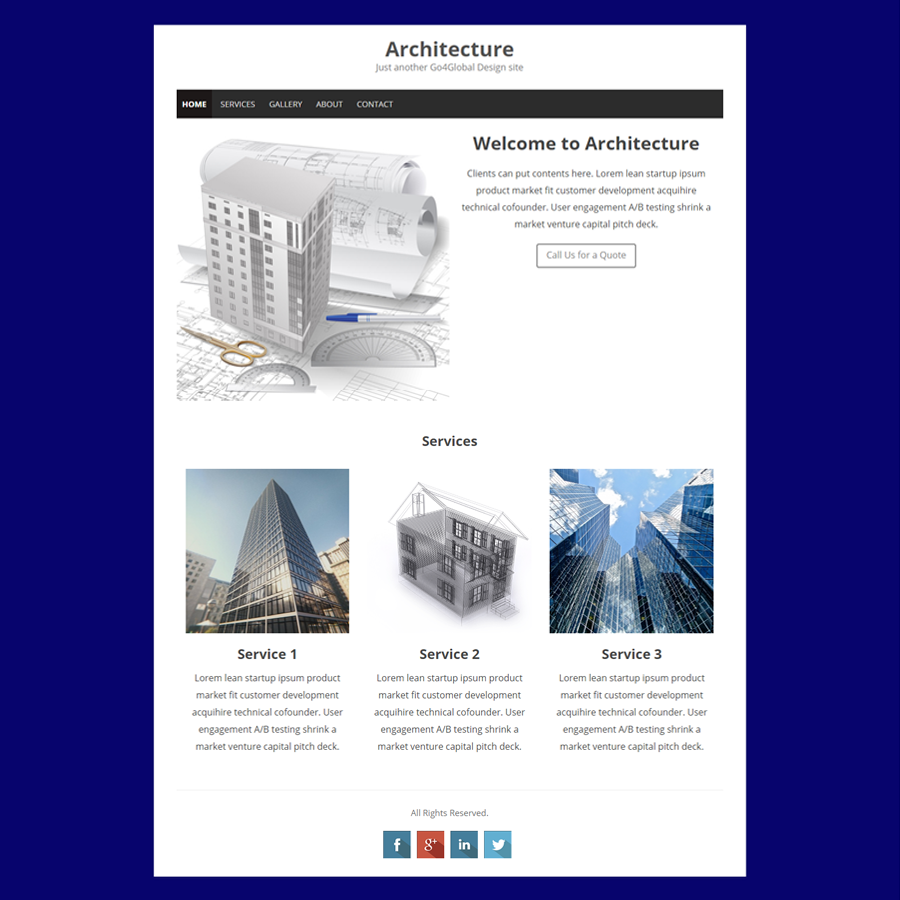 Architecture
Just another Go4Global Design site
HOME SERVICES GALLERY ABOUT CONTACT
Welcome to Architecture
Clients can put contents here. Lorem lean startup ipsum
product market fit customer development acquihire
technical cofounder. User engagement A/B testing shrink a
market venture capital pitch deck.
Call Us for a Quote
Services
Service 1
Lorem lean startup ipsum product
market fit customer development
acquihire technical cofounder. User
engagement A/B testing shrink a
market venture capital pitch deck.
Service 2
Lorem lean startup ipsum product
market fit customer development
acquihire technical cofounder. User
engagement A/B testing shrink a
market venture capital pitch deck.
Service 3
Lorem lean startup ipsum product
market fit customer development
acquihire technical cofounder. User
engagement A/B testing shrink a
market venture capital pitch deck.
All Rights Reserved.
f g+ in